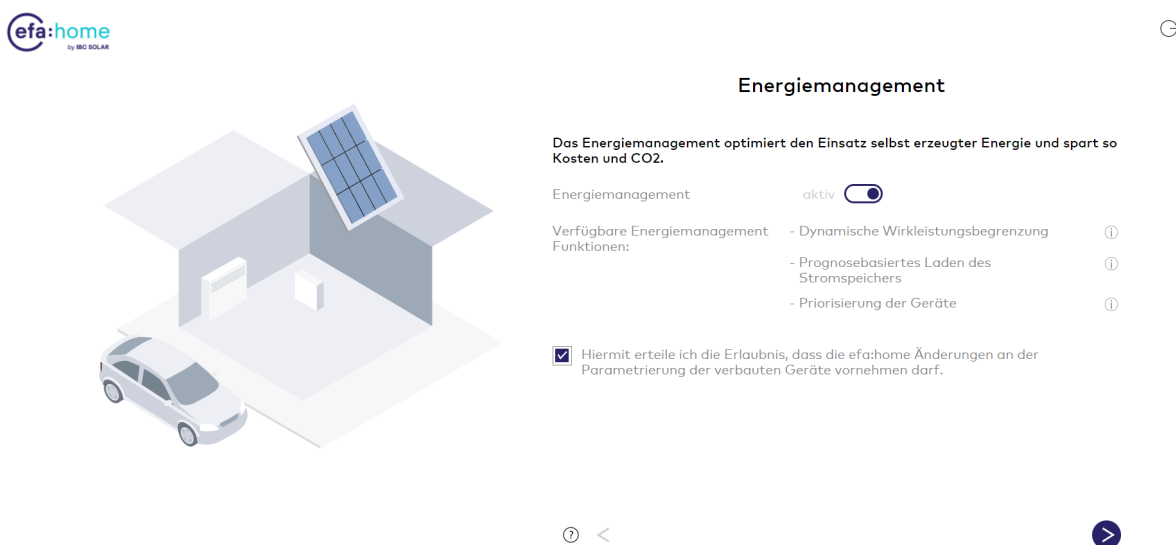 efa:home
by IBC SOLAR
Energiemanagement
Das Energiemanagement optimiert den Einsatz selbst erzeugter Energie und spart so
Kosten und CO2.
Energiemanagement aktiv
Verfügbare Energiemanagement - Dynamische Wirkleistungsbegrenzung
Funktionen:
- Prognosebasiertes Laden des
Stromspeichers
- Priorisierung der Geräte
Hiermit erteile ich die Erlaubnis, dass die efa:home Änderungen an der
Parametrierung der verbauten Geräte vornehmen darf.